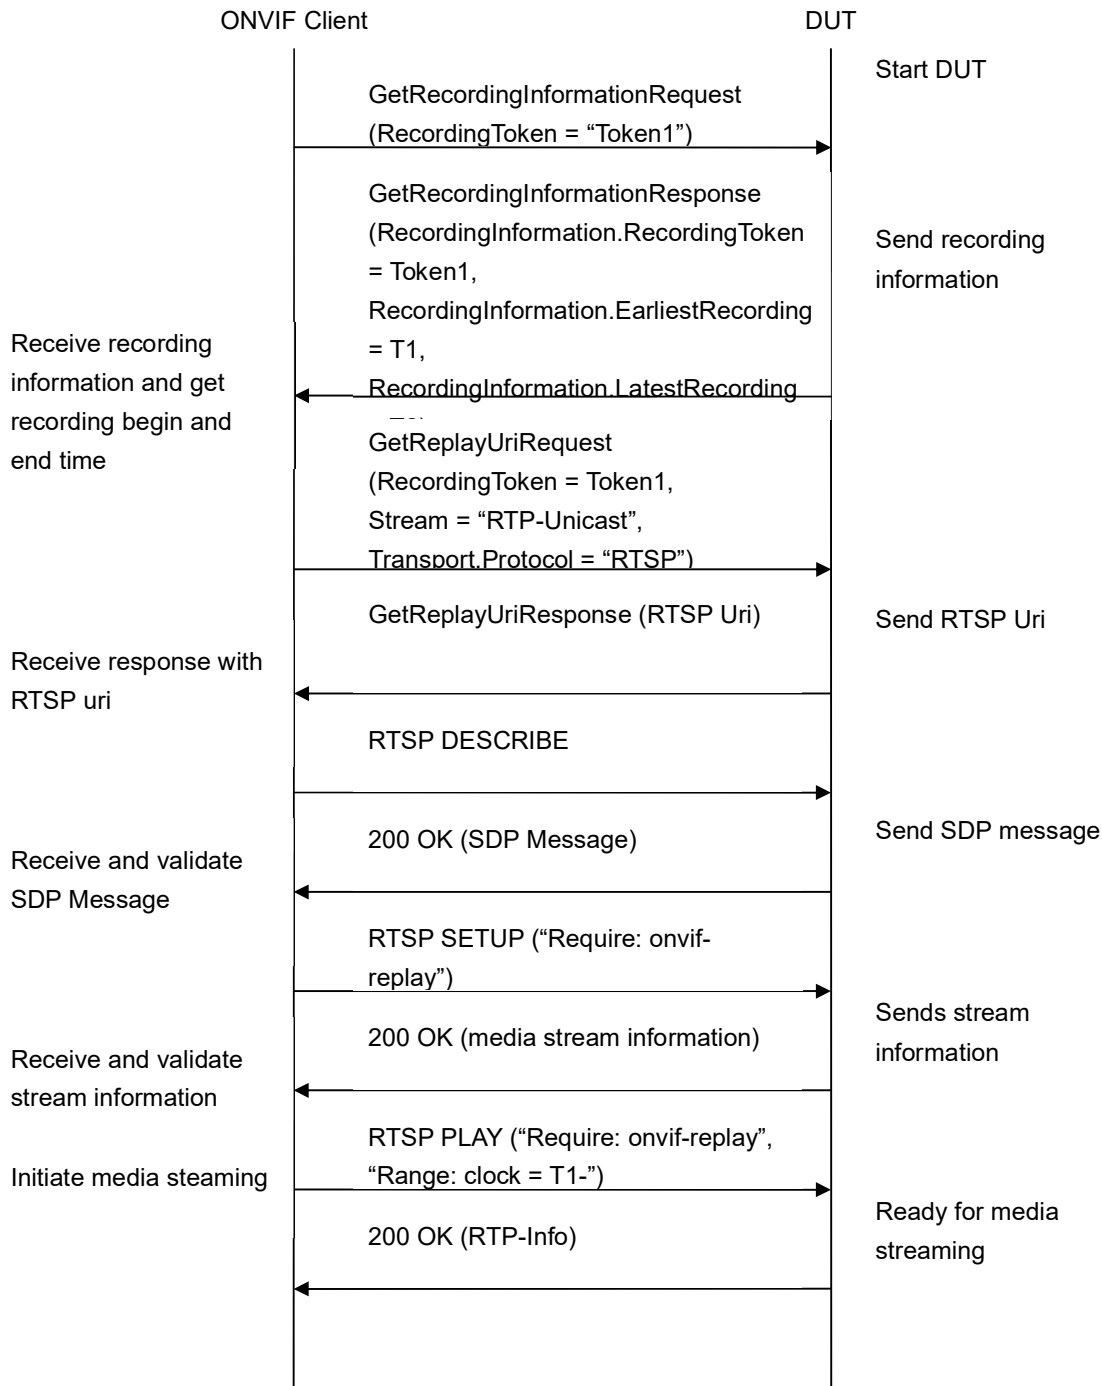 ONVIF Client
DUT
Start DUT
GetRecordingInformationRequest
(RecordingToken = “Token1”)
GetRecordingInformationResponse
(RecordingInformation.RecordingToken
= Token1,
RecordingInformation.EarliestRecording
= T1,
RecordingInformation.LatestRecording
Send recording
information
Receive recording
information and get
recording begin and
end time
GetReplayUriRequest
(RecordingToken = Token1,
Stream = “RTP-Unicast”,
Transport.Protocol = “RTSP”)
GetReplayUriResponse (RTSP Uri)
Send RTSP Uri
Receive response with
RTSP uri
RTSP DESCRIBE
200 OK (SDP Message)
Send SDP message
Receive and validate
SDP Message
RTSP SETUP (“Require: onvif-
replay”)
200 OK (media stream information)
Sends stream
information
Receive and validate
stream information
RTSP PLAY (“Require: onvif-replay”,
“Range: clock = T1-”)
Initiate media steaming
200 OK (RTP-Info)
Ready for media
streaming